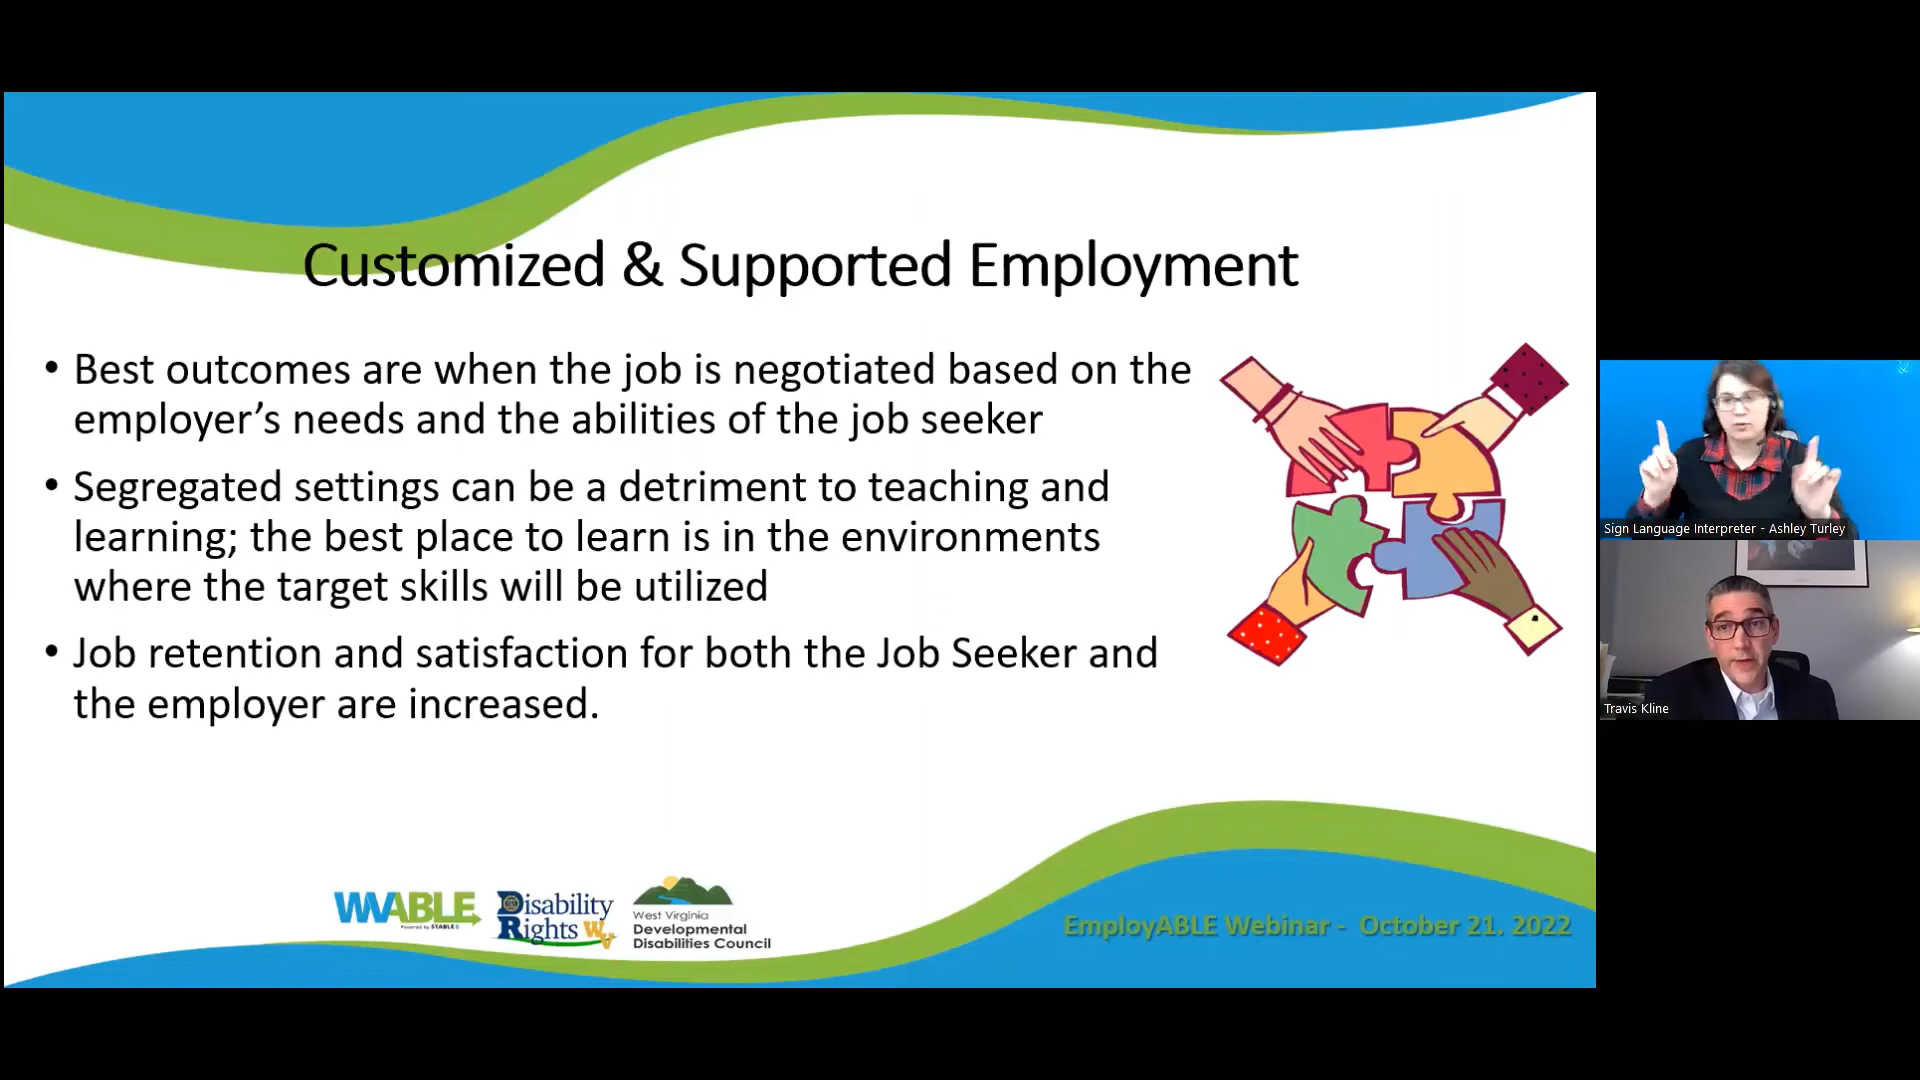 Customized & Supported Employment
• Best outcomes are when the job is negotiated based on the
employer’s needs and the abilities of the job seeker
• Segregated settings can be a detriment to teaching and
learning; the best place to learn is in the environments
where the target skills will be utilized
• Job retention and satisfaction for both the Job Seeker and
the employer are increased.
WVABLE
Powered by STABLE
Disability
Rights WV
West Virginia
Developmental
Disabilities Council
EmployABLE Webinar - October 21. 2022
Sign Language Interpreter - Ashley Turley
Travis Kline